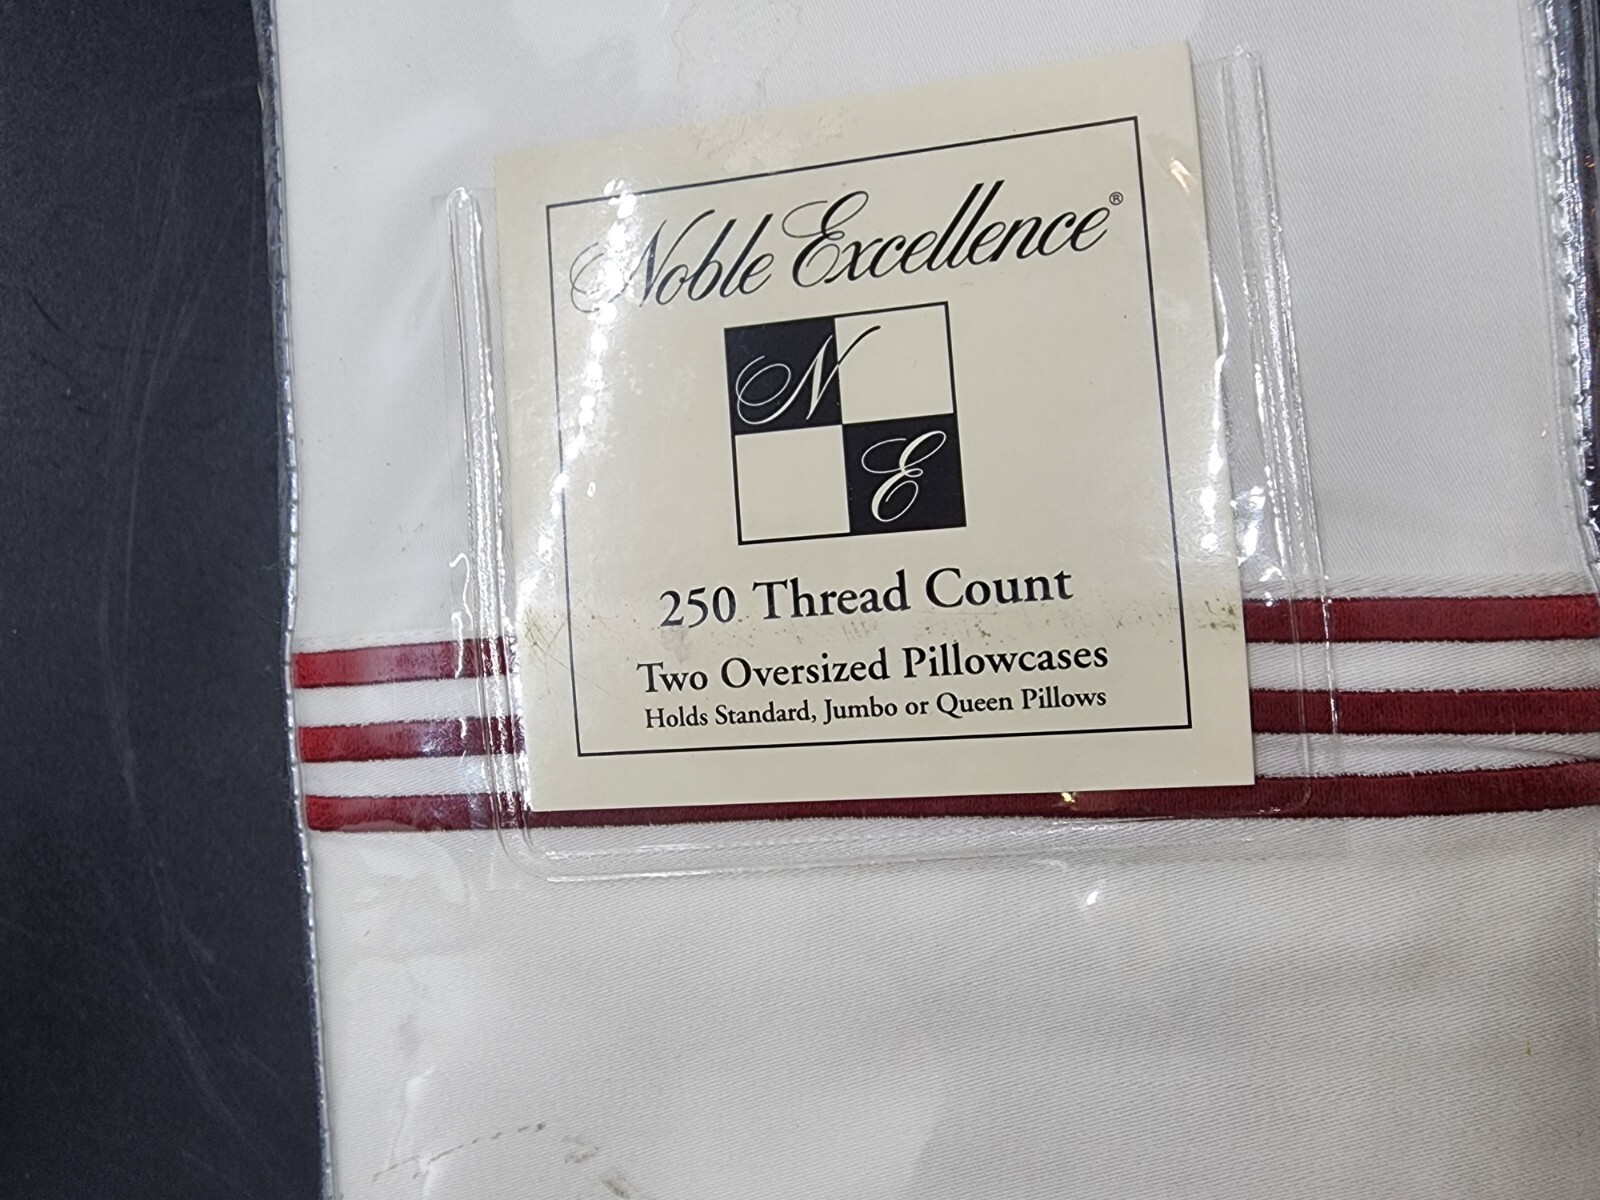 Noble Excellence®
N
E
250 Thread Count
Two Oversized Pillowcases
Holds Standard, Jumbo or Queen Pillows